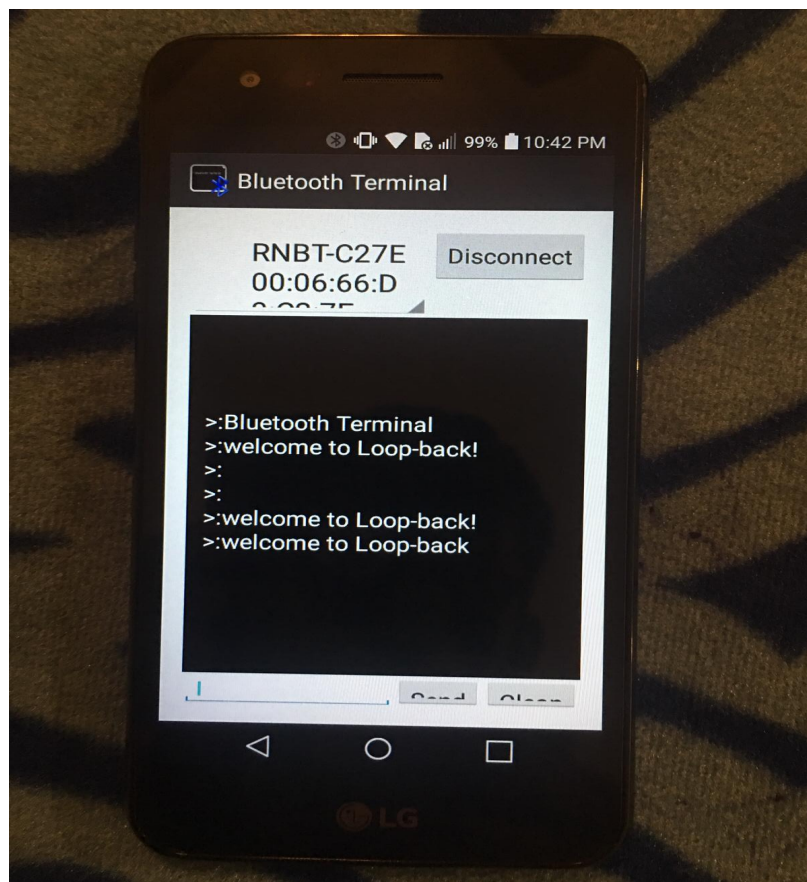 99% 10:42 PM
Bluetooth Terminal
RNBT-C27E
00:06:66:D
Disconnect
>:Bluetooth Terminal
>:welcome to Loop-back!
>:
>:
>:welcome to Loop-back!
>:welcome to Loop-back
LG